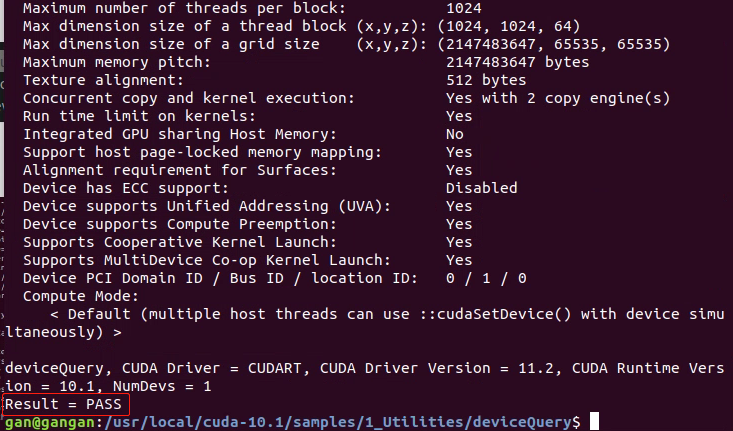 Maximum number of threads per block:           1024
Max dimension size of a thread block (x,y,z): (1024, 1024, 64)
Max dimension size of a grid size    (x,y,z): (2147483647, 65535, 65535)
Maximum memory pitch:                          2147483647 bytes
Texture alignment:                             512 bytes
Concurrent copy and kernel execution:          Yes with 2 copy engine(s)
Run time limit on kernels:                     Yes
Integrated GPU sharing Host Memory:            No
Support host page-locked memory mapping:       Yes
Alignment requirement for Surfaces:            Yes
Device has ECC support:                        Disabled
Device supports Unified Addressing (UVA):      Yes
Device supports Compute Preemption:            Yes
Supports Cooperative Kernel Launch:            Yes
Supports MultiDevice Co-op Kernel Launch:      Yes
Device PCI Domain ID / Bus ID / location ID:   0 / 1 / 0
Compute Mode:
< Default (multiple host threads can use ::cudaSetDevice() with device simu
ltaneously) >
deviceQuery, CUDA Driver = CUDART, CUDA Driver Version = 11.2, CUDA Runtime Vers
ion = 10.1, NumDevs = 1
Result = PASS
gan@gangan:/usr/local/cuda-10.1/samples/1_Utilities/deviceQuery$